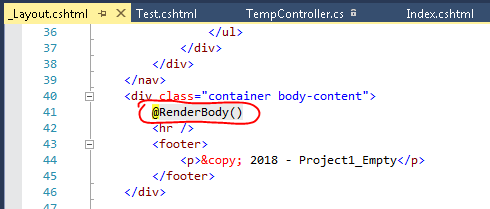 _Layout.cshtml Test.cshtml TempController.cs Index.cshtml
36 </ul>
37 </div>
38 </div>
39 </nav>
40 <div class="container body-content">
41 @RenderBody()
42 <hr />
43 <footer>
44 <p>&copy; 2018 - Project1_Empty</p>
45 </footer>
46 </div>